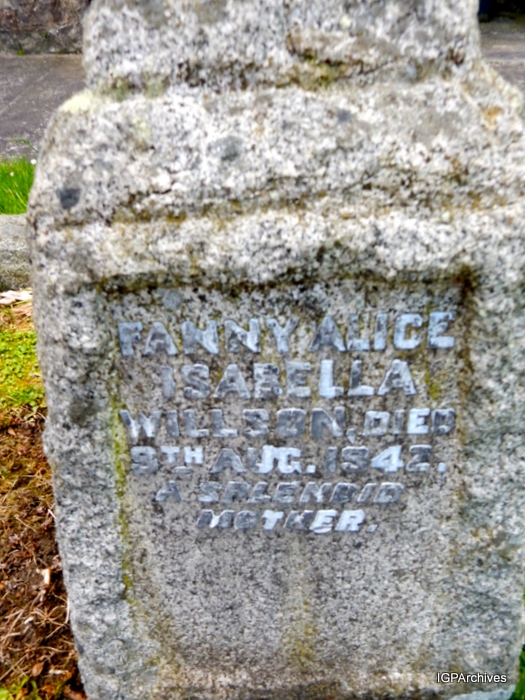 FANNY ALICE
ISABELLA
WILLSON, DIED
9TH AUG. 1942.
A SPLENDID
MOTHER.
IGPArchives